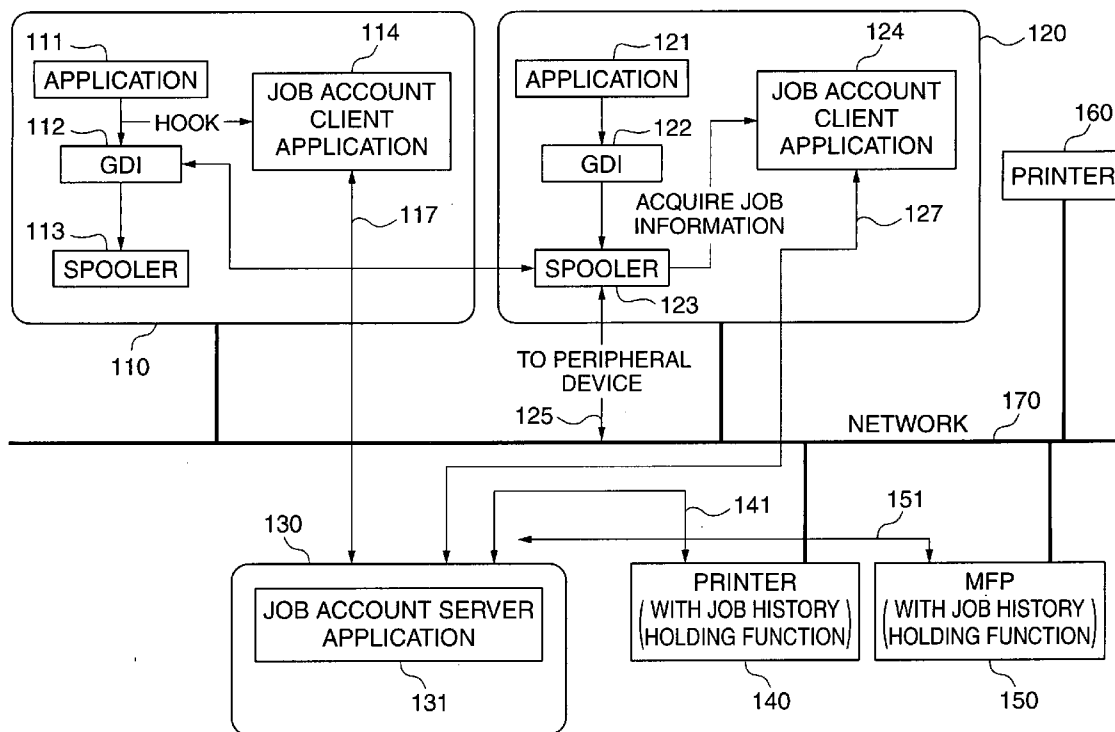 111
APPLICATION
112
HOOK
GDI
113
SPOOLER
114
JOB ACCOUNT
CLIENT
APPLICATION
117
110
121
APPLICATION
122
GDI
ACQUIRE JOB
INFORMATION
SPOOLER
123
124
JOB ACCOUNT
CLIENT
APPLICATION
127
120
160
PRINTER
TO PERIPHERAL
DEVICE
125
NETWORK
170
130
JOB ACCOUNT SERVER
APPLICATION
131
141
151
PRINTER
(WITH JOB HISTORY
HOLDING FUNCTION)
140
MFP
(WITH JOB HISTORY
HOLDING FUNCTION)
150